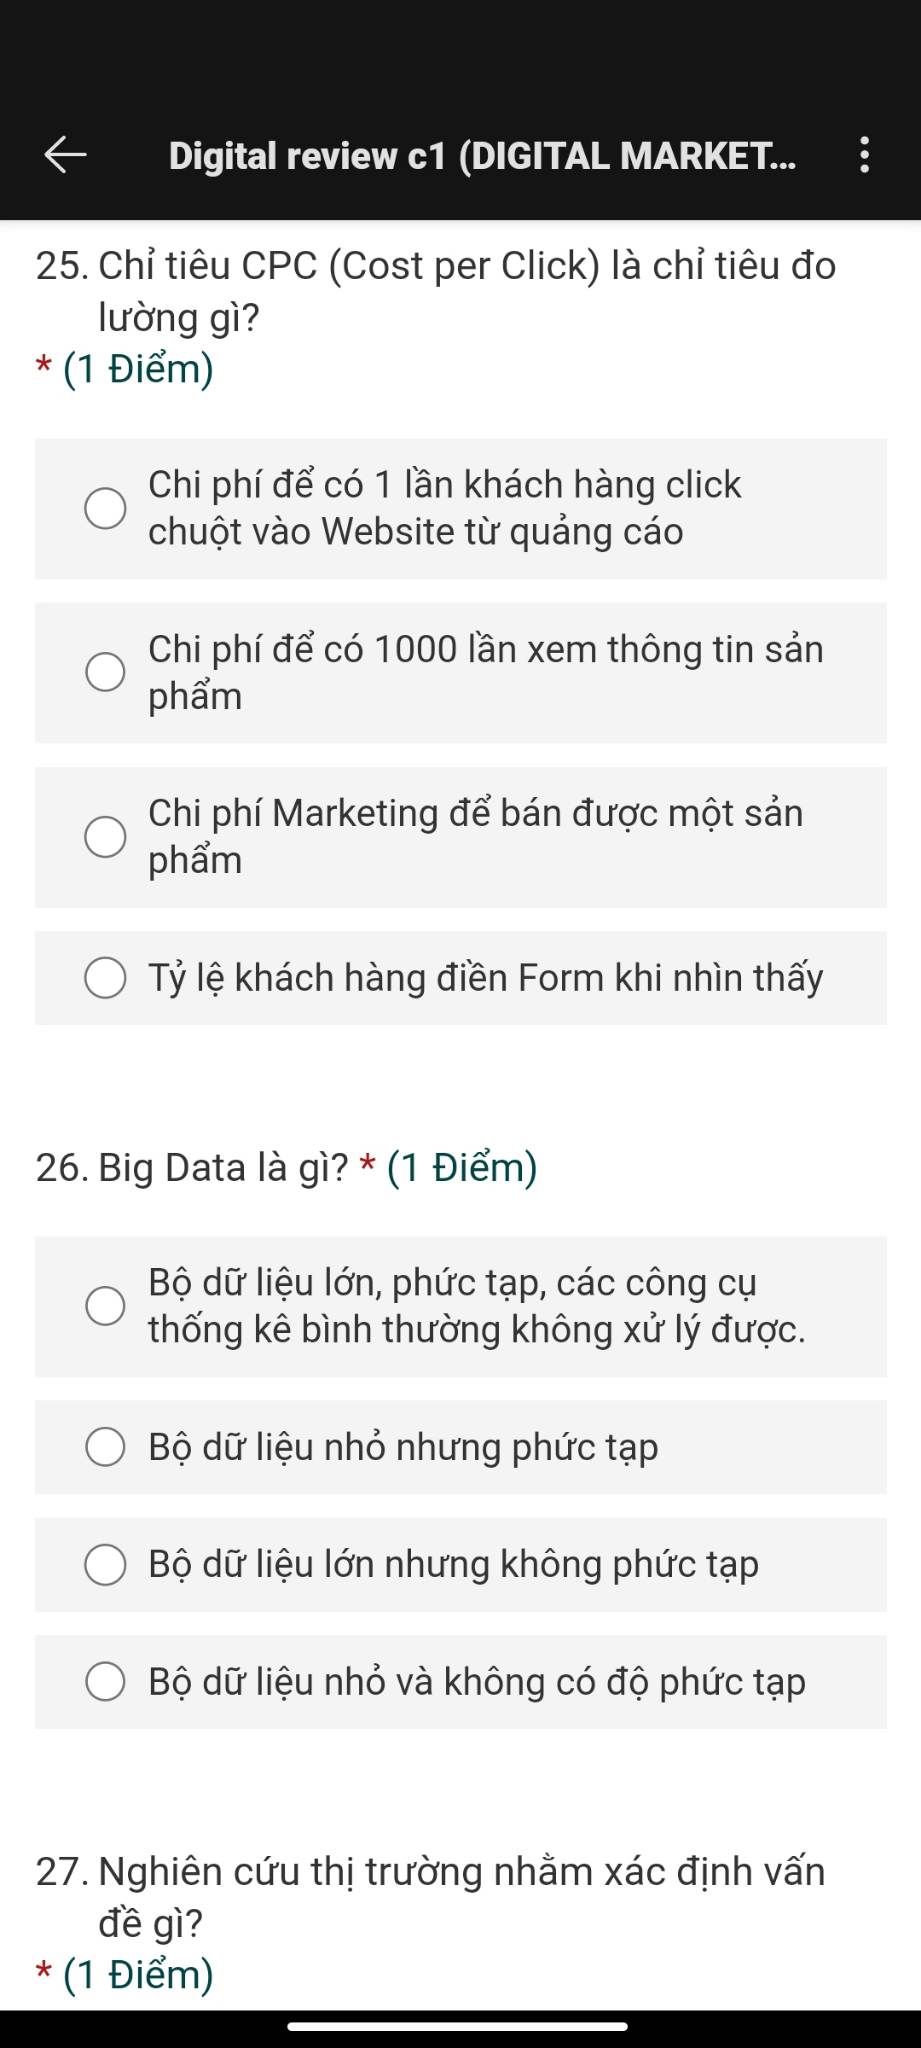 Digital review c1 (DIGITAL MARKET...
25. Chỉ tiêu CPC (Cost per Click) là chỉ tiêu đo
lường gì?
* (1 Điểm)
Chi phí để có 1 lần khách hàng click
chuột vào Website từ quảng cáo
Chi phí để có 1000 lần xem thông tin sản
phẩm
Chi phí Marketing để bán được một sản
phẩm
Tỷ lệ khách hàng điền Form khi nhìn thấy
26. Big Data là gì? * (1 Điểm)
Bộ dữ liệu lớn, phức tạp, các công cụ
thống kê bình thường không xử lý được.
Bộ dữ liệu nhỏ nhưng phức tạp
Bộ dữ liệu lớn nhưng không phức tạp
Bộ dữ liệu nhỏ và không có độ phức tạp
27. Nghiên cứu thị trường nhằm xác định vấn
đề gì?
* (1 Điểm)